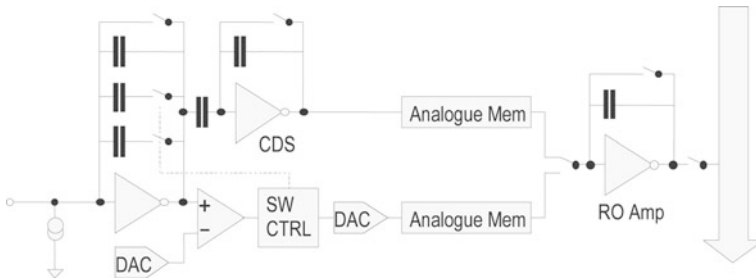 Analogue Mem
CDS
+
−
SW
CTRL
DAC
Analogue Mem
DAC
RO Amp